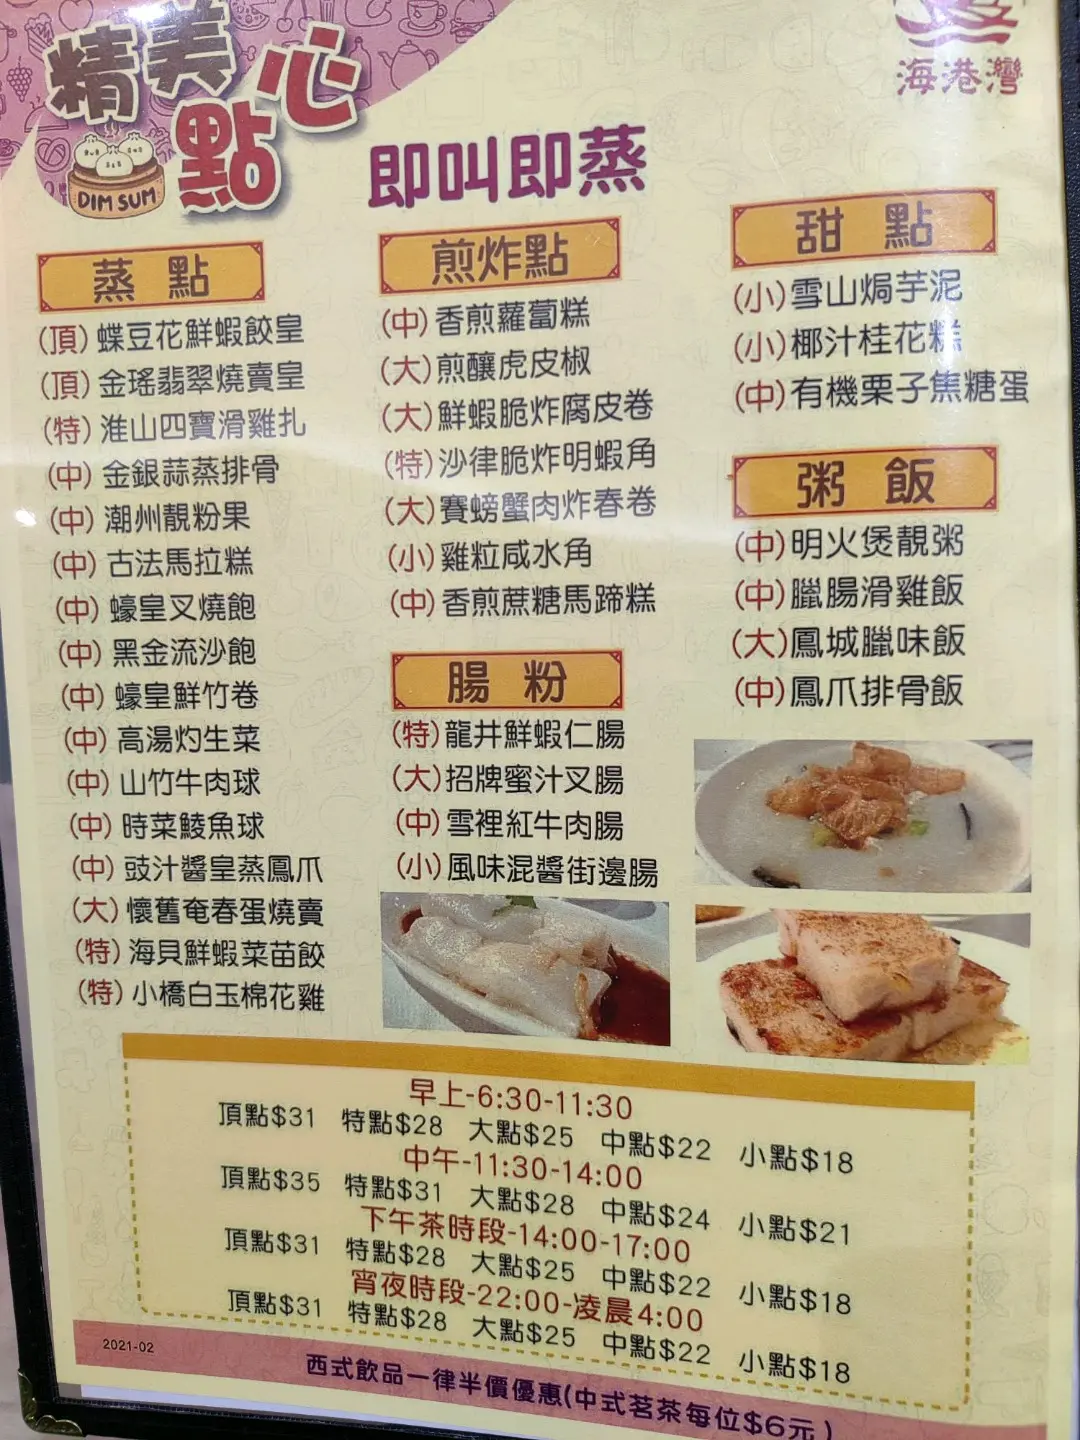 精美點心
DIM SUM
海港灣
即叫即蒸
蒸點
(頂)蝶豆花鮮蝦餃皇
(頂)金瑤翡翠燒賣皇
(特)淮山四寶滑雞扎
(中)金銀蒜蒸排骨
(中)潮州靚粉果
(中)古法馬拉糕
(中)蠔皇叉燒飽
(中)黑金流沙飽
(中)蠔皇鮮竹卷
(中)高湯灼生菜
(中)山竹牛肉球
(中)時菜鯪魚球
(中)豉汁醬皇蒸鳳爪
(大)懷舊奄春蛋燒賣
(特)海貝鮮蝦菜苗餃
(特)小橋白玉棉花雞
煎炸點
(中)香煎蘿蔔糕
(大)煎釀虎皮椒
(大)鮮蝦脆炸腐皮卷
(特)沙律脆炸明蝦角
(大)賽螃蟹肉炸春卷
(小)雞粒咸水角
(中)香煎蔗糖馬蹄糕
腸粉
(特)龍井鮮蝦仁腸
(大)招牌蜜汁叉腸
(中)雪裡紅牛肉腸
(小)風味混醬街邊腸
甜點
(小)雪山焗芋泥
(小)椰汁桂花糕
(中)有機栗子焦糖蛋
粥飯
(中)明火煲靚粥
(中)臘腸滑雞飯
(大)鳳城臘味飯
(中)鳳爪排骨飯
早上-6:30-11:30
頂點$31 特點$28 大點$25 中點$22 小點$18
中午-11:30-14:00
頂點$35 特點$31 大點$28 中點$24 小點$21
下午茶時段-14:00-17:00
頂點$31 特點$28 大點$25 中點$22 小點$18
宵夜時段-22:00-凌晨4:00
頂點$31 特點$28 大點$25 中點$22 小點$18
2021-02
西式飲品一律半價優惠(中式茗茶每位$6元)